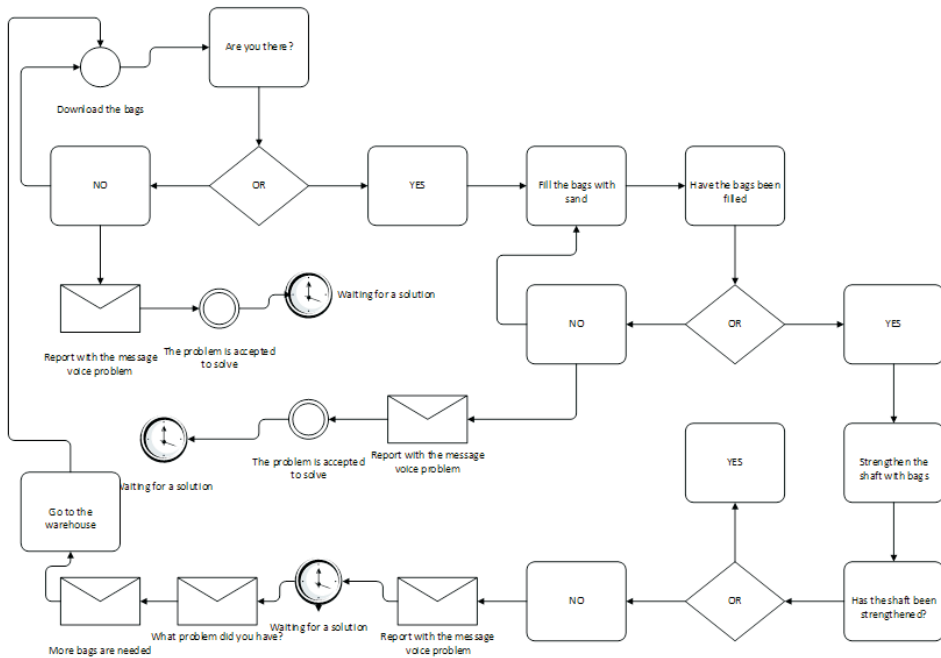 Are you there?
Download the bags
NO
OR
YES
Fill the bags with
sand
Have the bags been
filled
Waiting for a solution
Report with the message
voice problem
The problem is accepted
to solve
NO
OR
YES
Report with the message
voice problem
The problem is accepted
to solve
Waiting for a solution
YES
Strengthen the
shaft with bags
Go to the
warehouse
NO
OR
Has the shaft been
strengthened?
More bags are needed
What problem did you have?
Waiting for a solution
Report with the message
voice problem